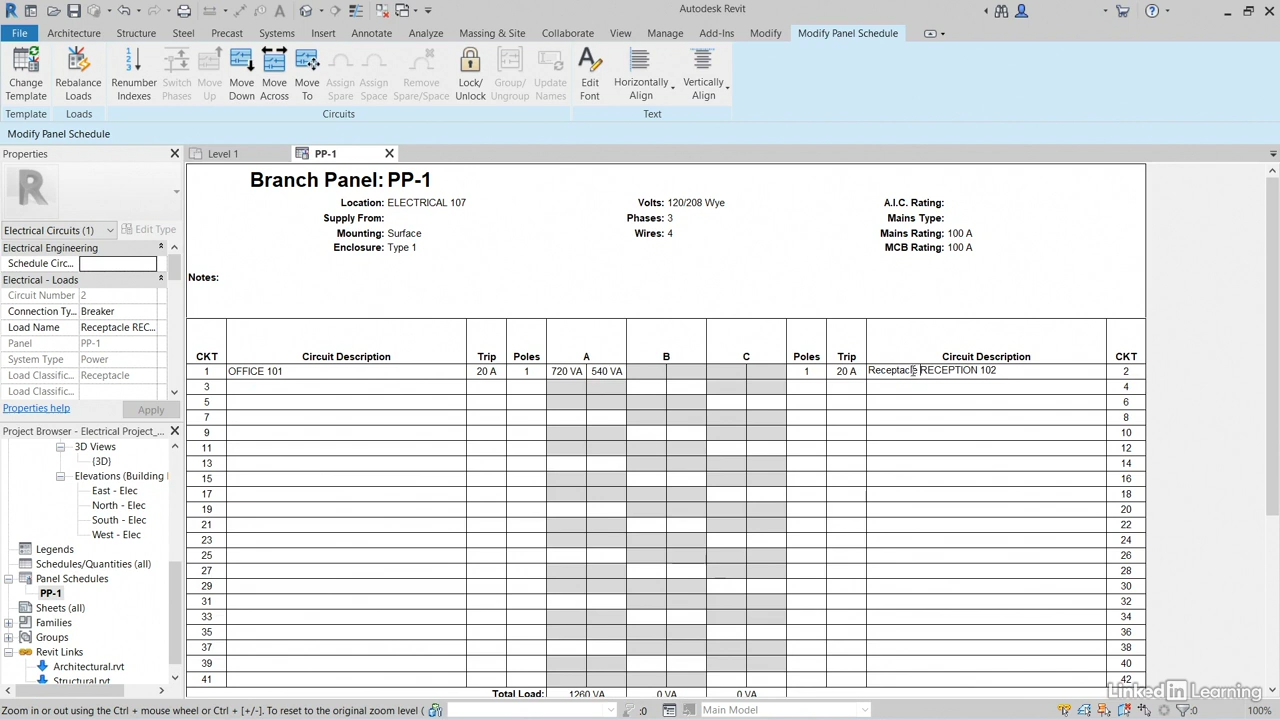 Autodesk Revit
File Architecture Structure Steel Precast Systems Insert Annotate Analyze Massing & Site Collaborate View Manage Add-Ins Modify Modify Panel Schedule
Change Template
Rebalance Loads
Renumber Indexes
Switch Phases
Move Up
Move Down
Move Across
Move To
Assign Spare
Assign Space
Remove Spare/Space
Lock/ Unlock
Group/ Ungroup
Update Names
Edit Font
Horizontally Align
Vertically Align
Template Loads Circuits Text
Modify Panel Schedule
Properties
Level 1
PP-1
R
Electrical Circuits (1)
Edit Type
Electrical Engineering
Schedule Circ...
Electrical - Loads
Circuit Number 2
Connection Ty... Breaker
Load Name Receptacle REC...
Panel PP-1
System Type Power
Load Classific... Receptacle
Load Classific...
Properties help
Apply
Project Browser - Electrical Project_...
3D Views
{3D}
Elevations (Building
East - Elec
North - Elec
South - Elec
West - Elec
Legends
Schedules/Quantities (all)
Panel Schedules
PP-1
Sheets (all)
Families
Groups
Revit Links
Architectural.rvt
Structural.rvt
Branch Panel: PP-1
Location: ELECTRICAL 107
Supply From:
Mounting: Surface
Enclosure: Type 1
Volts: 120/208 Wye
Phases: 3
Wires: 4
A.I.C. Rating:
Mains Type:
Mains Rating: 100 A
MCB Rating: 100 A
Notes:
CKT Circuit Description Trip Poles A B C Poles Trip Circuit Description CKT
1 OFFICE 101 20 A 1 720 VA 540 VA 1 20 A Receptacle RECEPTION 102 2
3 4
5 6
7 8
9 10
11 12
13 14
15 16
17 18
19 20
21 22
23 24
25 26
27 28
29 30
31 32
33 34
35 36
37 38
39 40
41 42
Total Load: 1260 VA 0 VA 0 VA
LinkedIn Learning
Zoom in or out using the Ctrl + mouse wheel or Ctrl + [+/-]. To reset to the original zoom level :0 Main Model :0 100%